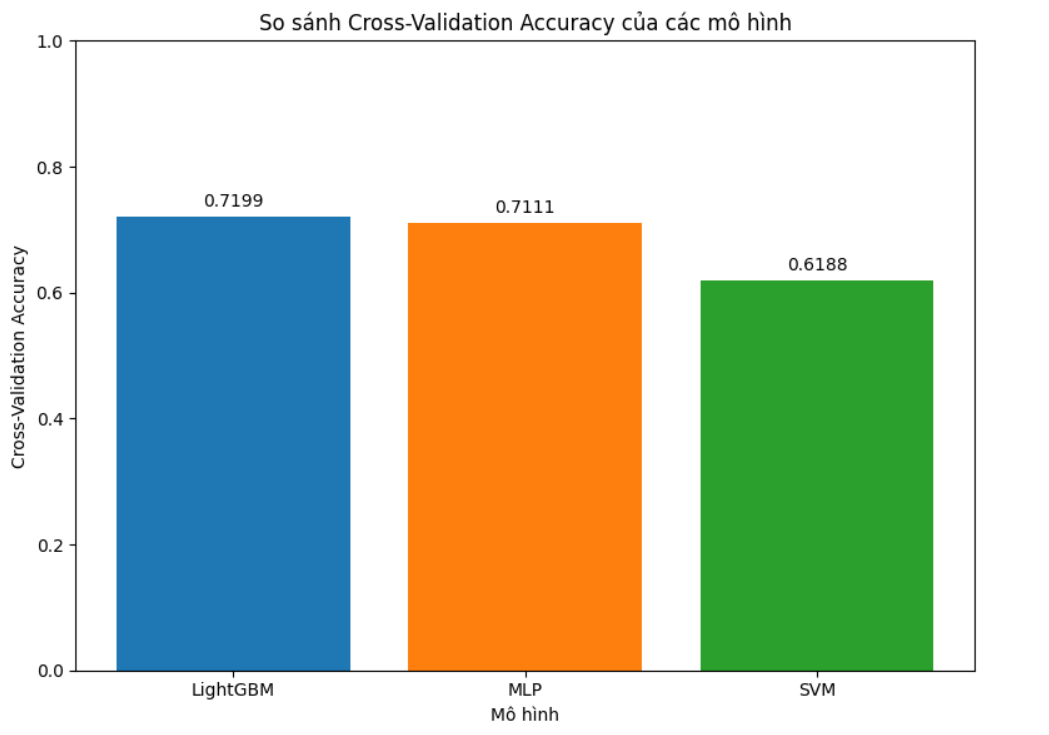 So sánh Cross-Validation Accuracy của các mô hình
1.0
0.8
0.6
0.4
0.2
0.0
Cross-Validation Accuracy
0.7199
0.7111
0.6188
LightGBM
MLP
SVM
Mô hình